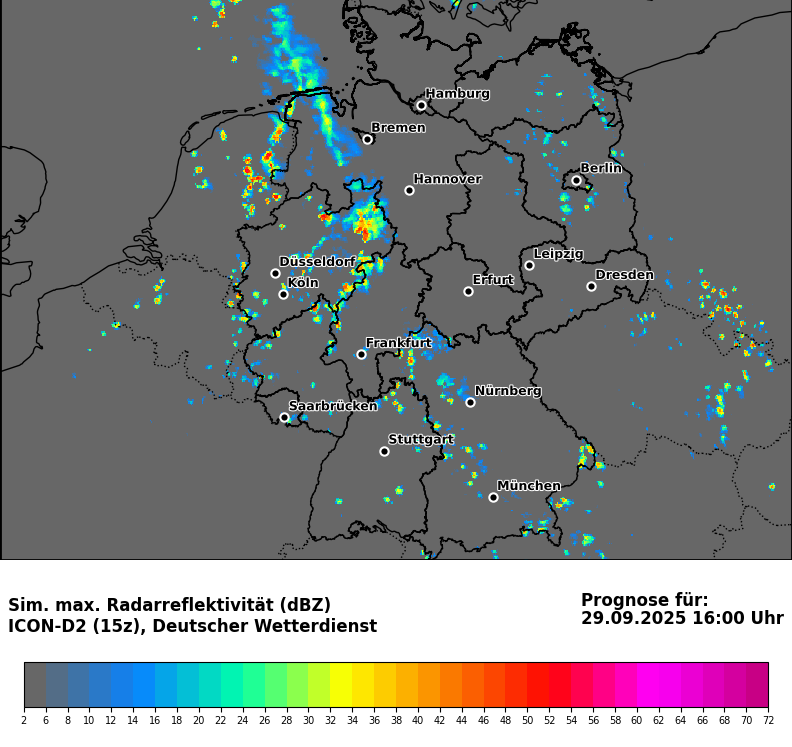 Hamburg
Bremen
Berlin
Hannover
Leipzig
Düsseldorf
Dresden
Erfurt
Köln
Frankfurt
Nürnberg
Saarbrücken
Stuttgart
München
Sim. max. Radarreflektivität (dBZ)
ICON-D2 (15z), Deutscher Wetterdienst
Prognose für:
29.09.2025 16:00 Uhr
2 6 8 10 12 14 16 18 20 22 24 26 28 30 32 34 36 38 40 42 44 46 48 50 52 54 56 58 60 62 64 66 68 70 72